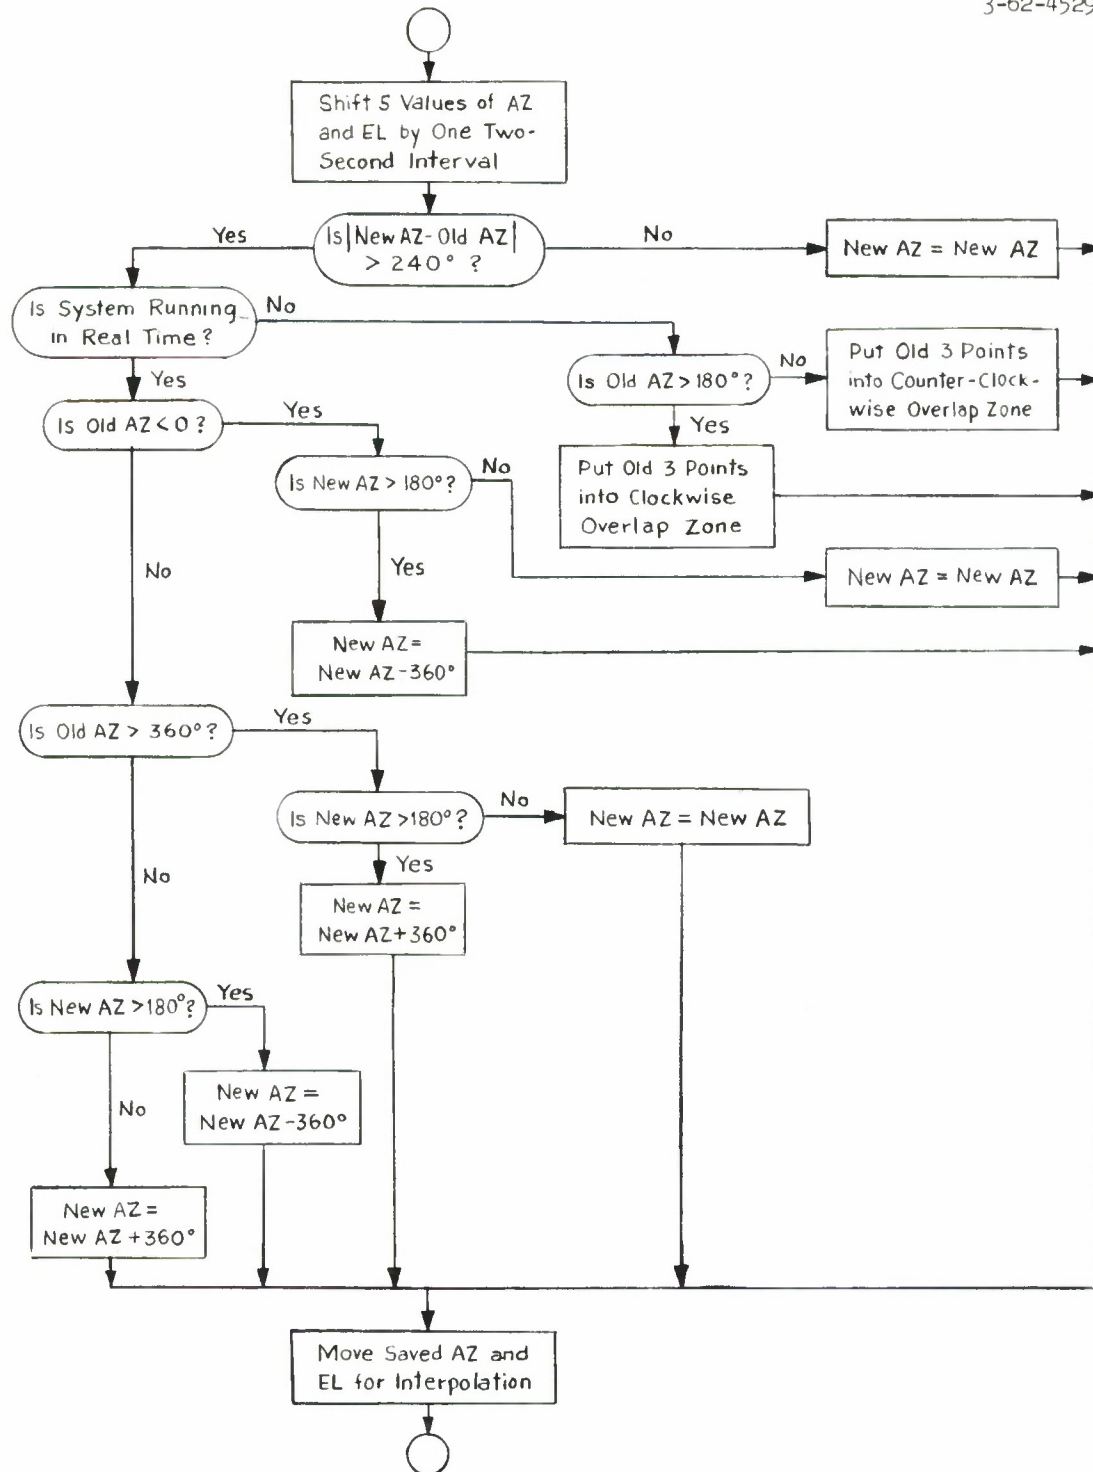 3-62-4529
Shift 5 Values of AZ
and EL by One Two-
Second Interval
Is |New AZ-Old AZ|
> 240° ?
Yes
No
New AZ = New AZ
Is System Running
in Real Time?
No
Yes
Is Old AZ > 180°?
No
Put Old 3 Points
into Counter-Clock-
wise Overlap Zone
Yes
Put Old 3 Points
into Clockwise
Overlap Zone
Is Old AZ < 0 ?
Yes
No
Is New AZ > 180°?
No
New AZ = New AZ
Yes
New AZ =
New AZ-360°
Is Old AZ > 360°?
Yes
No
Is New AZ >180°?
No
New AZ = New AZ
Yes
New AZ =
New AZ+360°
Is New AZ >180°?
Yes
New AZ =
New AZ-360°
No
New AZ =
New AZ +360°
Move Saved AZ and
EL for Interpolation